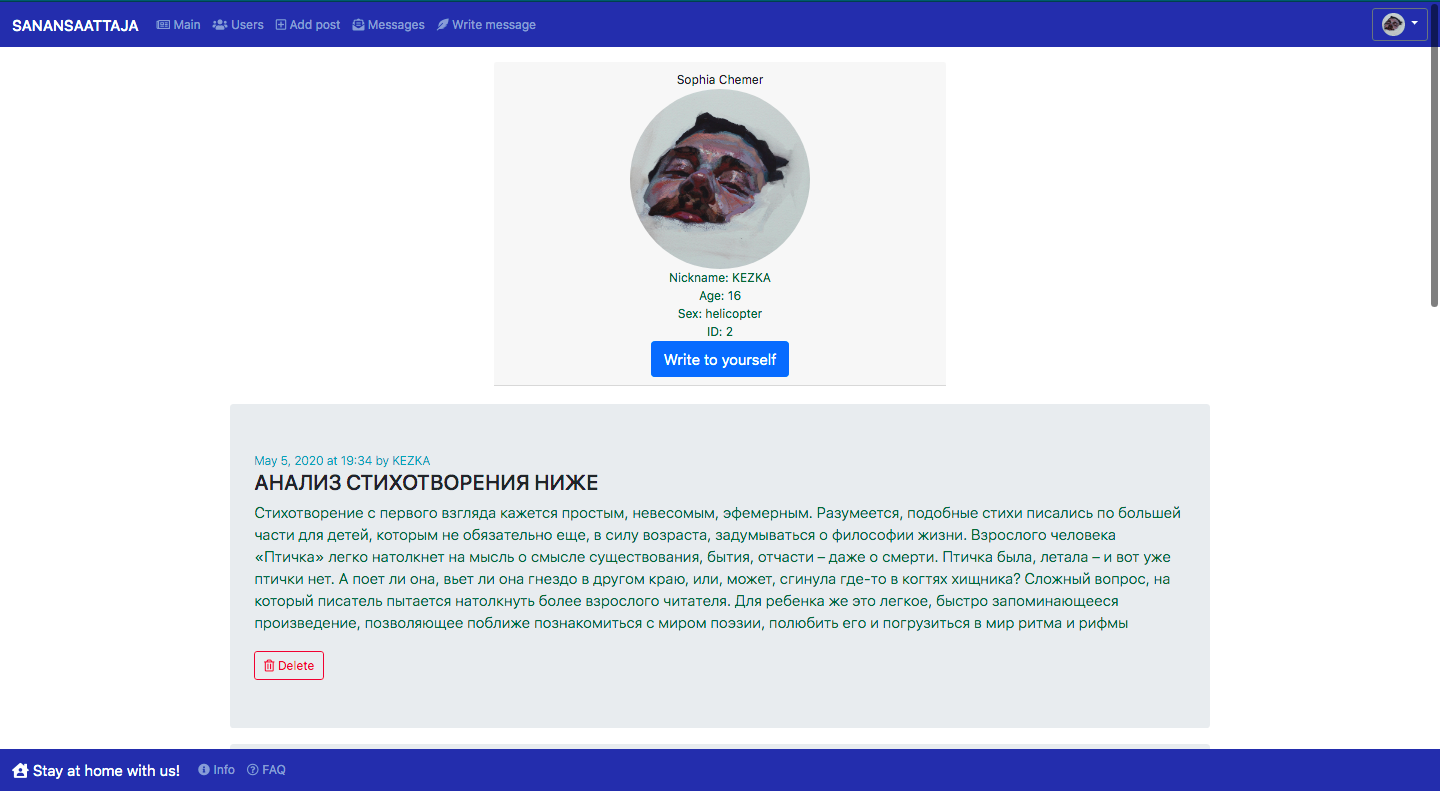 SANANSAATTAJA Main Users Add post Messages Write message
Sophia Chemer
Nickname: KEZKA
Age: 16
Sex: helicopter
ID: 2
Write to yourself
May 5, 2020 at 19:34 by KEZKA
АНАЛИЗ СТИХОТВОРЕНИЯ НИЖЕ
Стихотворение с первого взгляда кажется простым, невесомым, эфемерным. Разумеется, подобные стихи писались по большей
части для детей, которым не обязательно еще, в силу возраста, задумываться о философии жизни. Взрослого человека
«Птичка» легко натолкнет на мысль о смысле существования, бытия, отчасти – даже о смерти. Птичка была, летала – и вот уже
птички нет. А поет ли она, вьет ли она гнездо в другом краю, или, может, сгинула где-то в когтях хищника? Сложный вопрос, на
который писатель пытается натолкнуть более взрослого читателя. Для ребенка же это легкое, быстро запоминающееся
произведение, позволяющее поближе познакомиться с миром поэзии, полюбить его и погрузиться в мир ритма и рифмы
Delete
Stay at home with us! Info FAQ